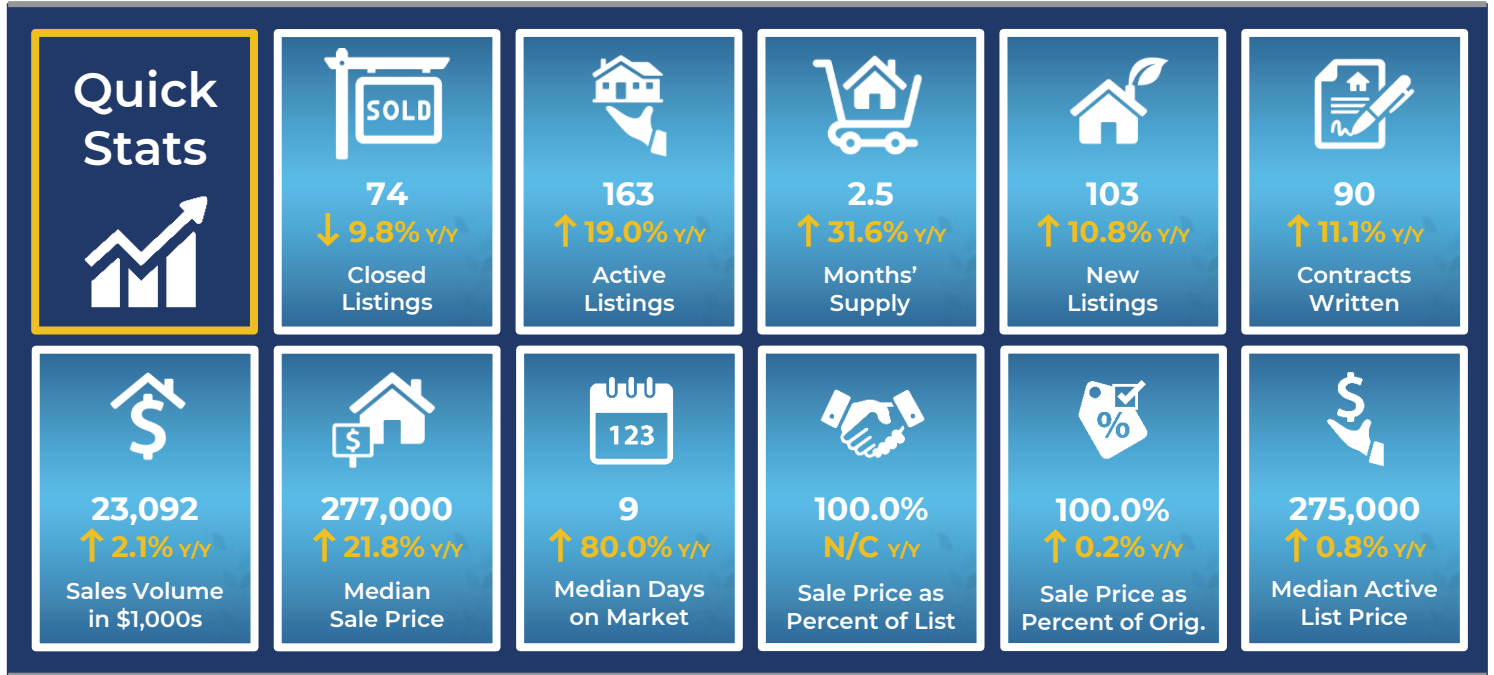 Quick
Stats
SOLD
74
↓ 9.8% Y/Y
Closed
Listings
163
↑ 19.0% Y/Y
Active
Listings
2.5
↑ 31.6% Y/Y
Months’
Supply
103
↑ 10.8% Y/Y
New
Listings
90
↑ 11.1% Y/Y
Contracts
Written
$
23,092
↑ 2.1% Y/Y
Sales Volume
in $1,000s
$
277,000
↑ 21.8% Y/Y
Median
Sale Price
123
9
↑ 80.0% Y/Y
Median Days
on Market
100.0%
N/C Y/Y
Sale Price as
Percent of List
%
100.0%
↑ 0.2% Y/Y
Sale Price as
Percent of Orig.
$
275,000
↑ 0.8% Y/Y
Median Active
List Price